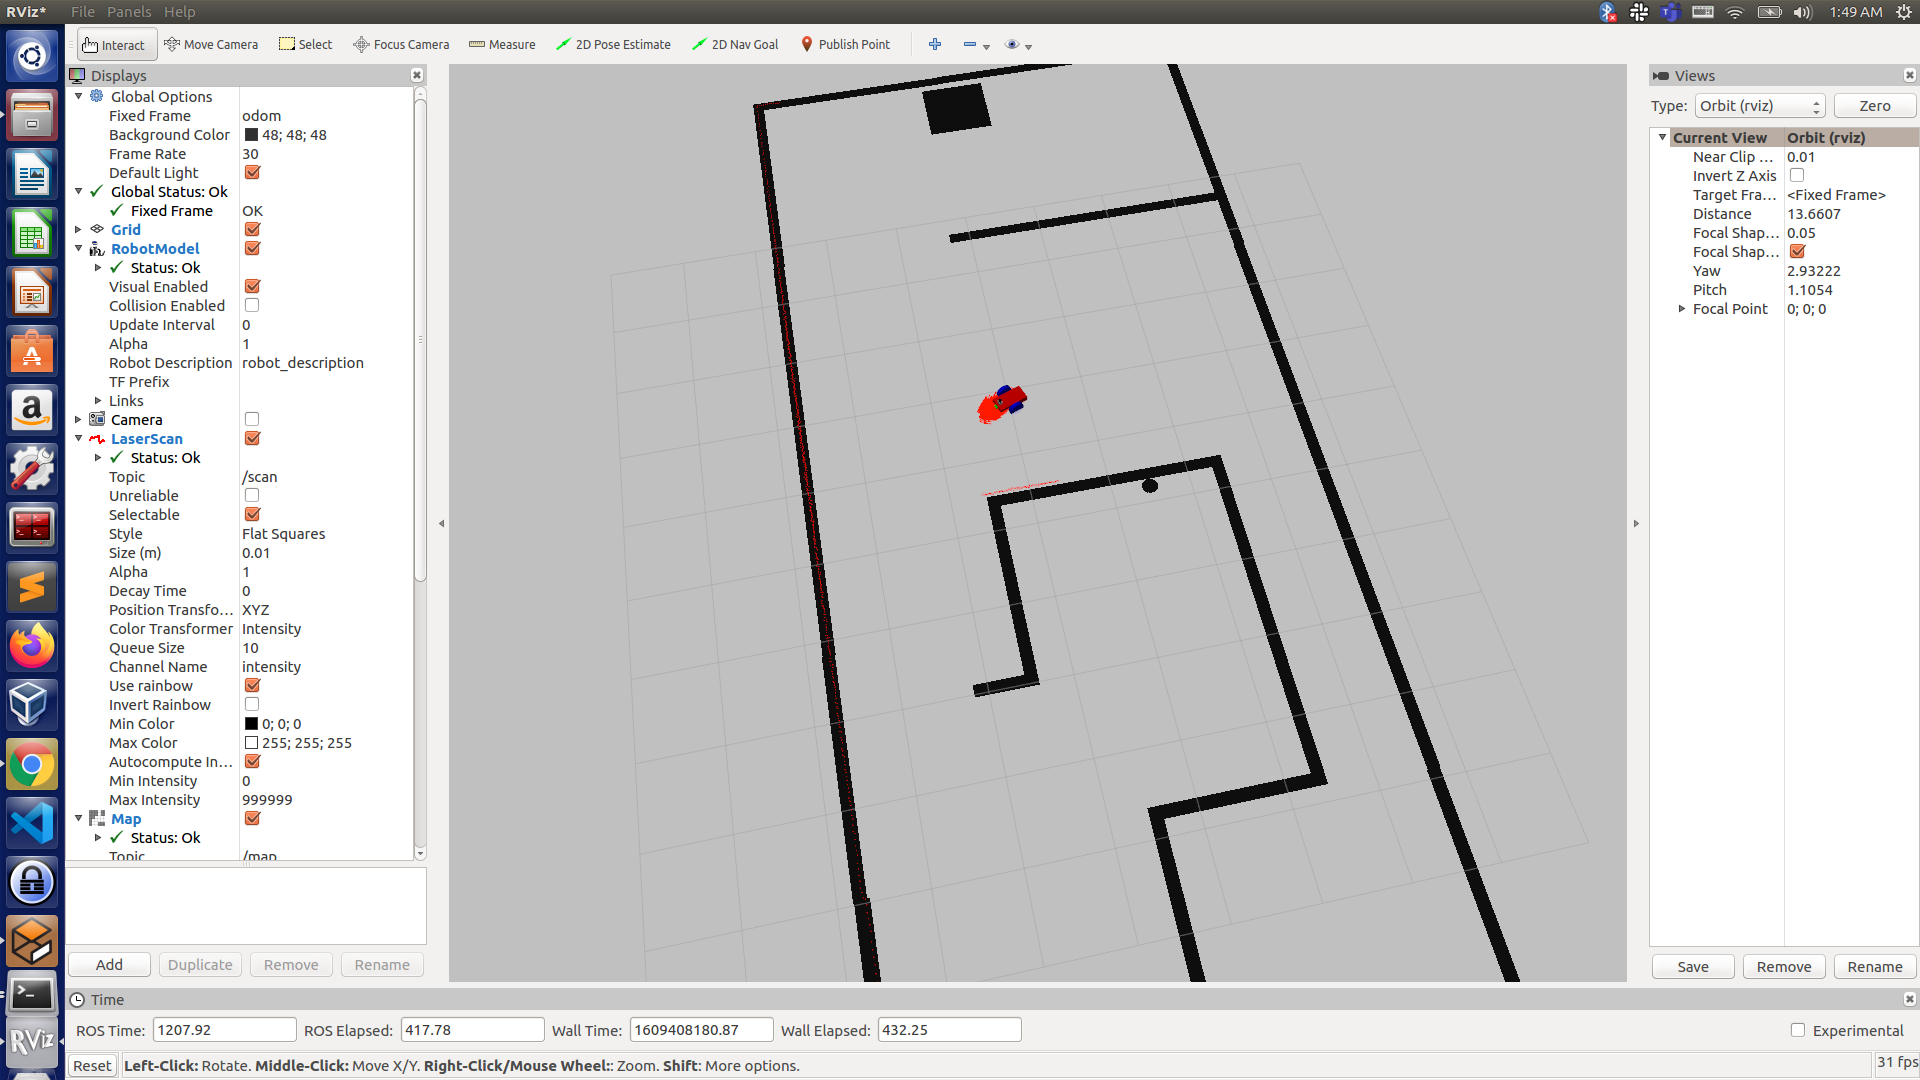 RViz* File Panels Help 1:49 AM
Interact Move Camera Select Focus Camera Measure 2D Pose Estimate 2D Nav Goal Publish Point
Displays
Global Options
Fixed Frame odom
Background Color 48; 48; 48
Frame Rate 30
Default Light
Global Status: Ok
Fixed Frame OK
Grid
RobotModel
Status: Ok
Visual Enabled
Collision Enabled
Update Interval 0
Alpha 1
Robot Description robot_description
TF Prefix
Links
Camera
LaserScan
Status: Ok
Topic /scan
Unreliable
Selectable
Style Flat Squares
Size (m) 0.01
Alpha 1
Decay Time 0
Position Transfo... XYZ
Color Transformer Intensity
Queue Size 10
Channel Name intensity
Use rainbow
Invert Rainbow
Min Color 0; 0; 0
Max Color 255; 255; 255
Autocompute In...
Min Intensity 0
Max Intensity 999999
Map
Status: Ok
Topic /map
Add Duplicate Remove Rename
Views
Type: Orbit (rviz) Zero
Current View Orbit (rviz)
Near Clip ... 0.01
Invert Z Axis
Target Fra... <Fixed Frame>
Distance 13.6607
Focal Shap... 0.05
Focal Shap...
Yaw 2.93222
Pitch 1.1054
Focal Point 0; 0; 0
Save Remove Rename
Time
ROS Time: 1207.92 ROS Elapsed: 417.78 Wall Time: 1609408180.87 Wall Elapsed: 432.25 Experimental
Reset Left-Click: Rotate. Middle-Click: Move X/Y. Right-Click/Mouse Wheel:: Zoom. Shift: More options. 31 fps
RViz